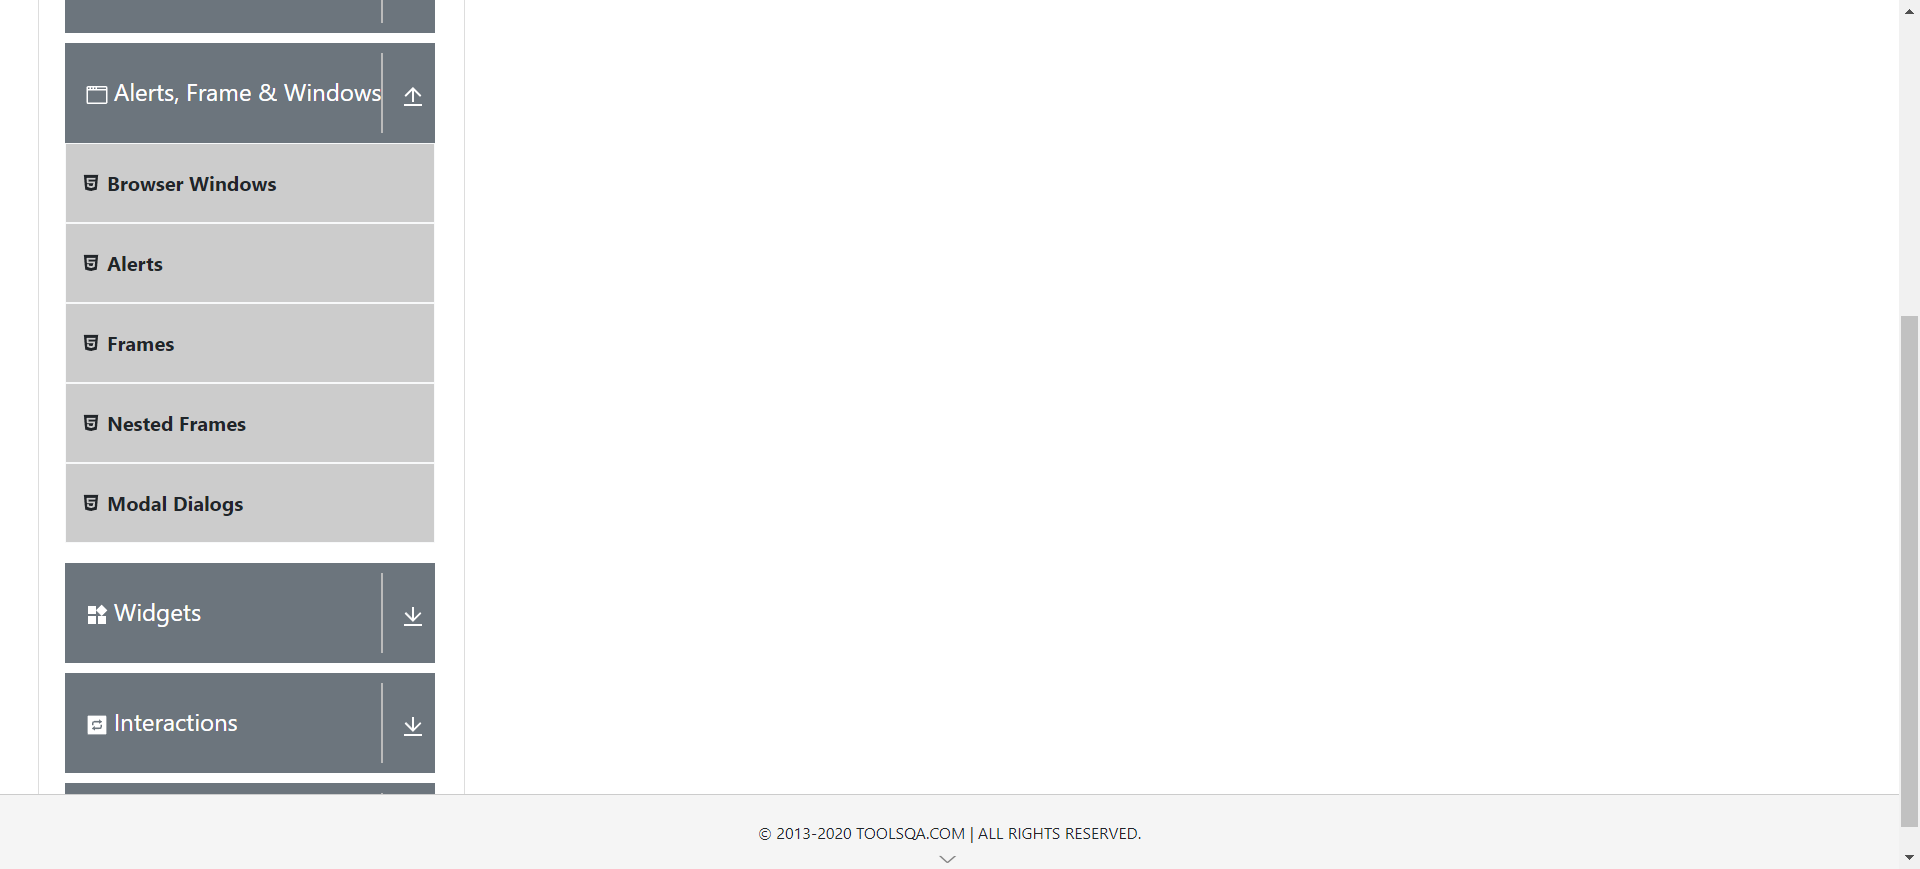 Alerts, Frame & Windows
Browser Windows
Alerts
Frames
Nested Frames
Modal Dialogs
Widgets
Interactions
© 2013-2020 TOOLSQA.COM | ALL RIGHTS RESERVED.